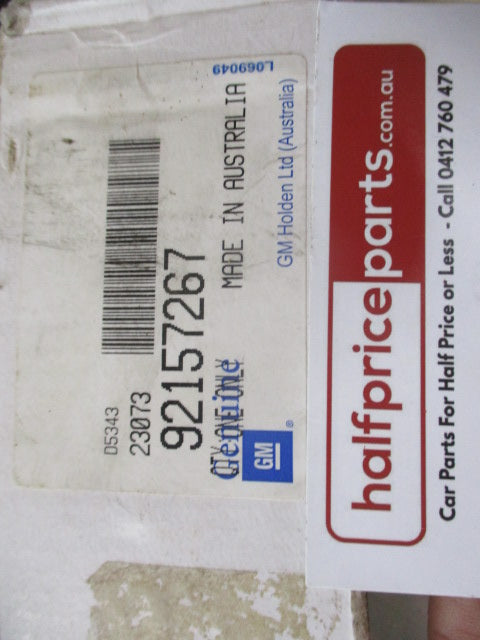 D5343
23073
92157267
QTY ONE ONLY
MADE IN AUSTRALIA
Genuine
GM ®
GM Holden Ltd (Australia)
L069049
halfpriceparts.com.au
Car Parts For Half Price or Less - Call 0412 760 479